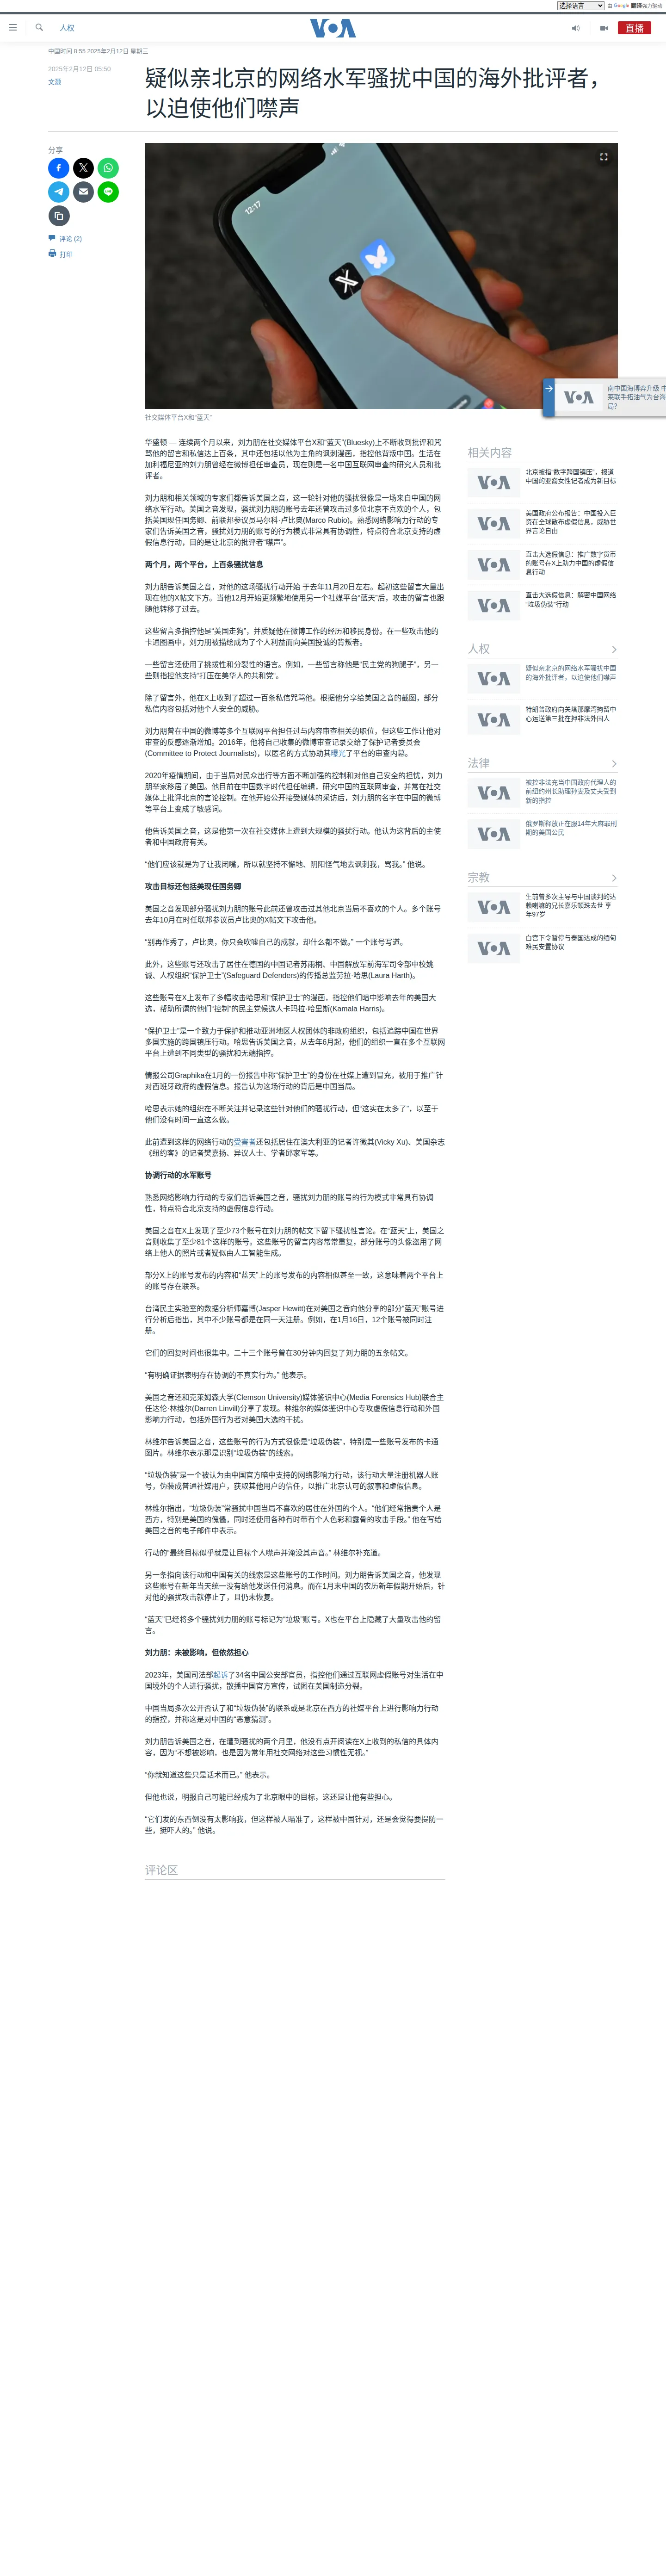 选择语言 由 Google 翻译强力驱动
人权
VOA
直播
中国时间 8:55 2025年2月12日 星期三
2025年2月12日 05:50
文灏
疑似亲北京的网络水军骚扰中国的海外批评者，
以迫使他们噤声
分享
评论 (2)
打印
12:17
社交媒体平台X和"蓝天"
南中国海博弈升级 中
莱联手拓油气为台海
局？
华盛顿 — 连续两个月以来，刘力朋在社交媒体平台X和"蓝天"(Bluesky)上不断收到批评和咒
骂他的留言和私信达上百条，其中还包括以他为主角的讽刺漫画，指控他背叛中国。生活在
加利福尼亚的刘力朋曾经在微博担任审查员，现在则是一名中国互联网审查的研究人员和批
评者。
刘力朋和相关领域的专家们都告诉美国之音，这一轮针对他的骚扰很像是一场来自中国的网
络水军行动。美国之音发现，骚扰刘力朋的账号去年还曾攻击过多位北京不喜欢的个人，包
括美国现任国务卿、前联邦参议员马尔科·卢比奥(Marco Rubio)。熟悉网络影响力行动的专
家们告诉美国之音，骚扰刘力朋的账号的行为模式非常具有协调性，特点符合北京支持的虚
假信息行动，目的是让北京的批评者"噤声"。
两个月，两个平台，上百条骚扰信息
刘力朋告诉美国之音，对他的这场骚扰行动开始 于去年11月20日左右。起初这些留言大量出
现在他的X帖文下方。当他12月开始更频繁地使用另一个社媒平台"蓝天"后，攻击的留言也跟
随他转移了过去。
这些留言多指控他是"美国走狗"，并质疑他在微博工作的经历和移民身份。在一些攻击他的
卡通图画中，刘力朋被描绘成为了个人利益而向美国投诚的背叛者。
一些留言还使用了挑拨性和分裂性的语言。例如，一些留言称他是"民主党的狗腿子"，另一
些则指控他支持"打压在美华人的共和党"。
除了留言外，他在X上收到了超过一百条私信咒骂他。根据他分享给美国之音的截图，部分
私信内容包括对他个人安全的威胁。
刘力朋曾在中国的微博等多个互联网平台担任过与内容审查相关的职位，但这些工作让他对
审查的反感逐渐增加。2016年，他将自己收集的微博审查记录交给了保护记者委员会
(Committee to Protect Journalists)，以匿名的方式协助其曝光了平台的审查内幕。
2020年疫情期间，由于当局对民众出行等方面不断加强的控制和对他自己安全的担忧，刘力
朋举家移居了美国。他目前在中国数字时代担任编辑，研究中国的互联网审查，并常在社交
媒体上批评北京的言论控制。在他开始公开接受媒体的采访后，刘力朋的名字在中国的微博
等平台上变成了敏感词。
他告诉美国之音，这是他第一次在社交媒体上遭到大规模的骚扰行动。他认为这背后的主使
者和中国政府有关。
"他们应该就是为了让我闭嘴，所以就坚持不懈地、阴阳怪气地去讽刺我，骂我。" 他说。
攻击目标还包括美现任国务卿
美国之音发现部分骚扰刘力朋的账号此前还曾攻击过其他北京当局不喜欢的个人。多个账号
去年10月在时任联邦参议员卢比奥的X帖文下攻击他。
"别再作秀了，卢比奥，你只会吹嘘自己的成就，却什么都不做。" 一个账号写道。
此外，这些账号还攻击了居住在德国的中国记者苏雨桐、中国解放军前海军司令部中校姚
诚、人权组织"保护卫士"(Safeguard Defenders)的传播总监劳拉·哈思(Laura Harth)。
这些账号在X上发布了多幅攻击哈思和"保护卫士"的漫画，指控他们暗中影响去年的美国大
选，帮助所谓的他们"控制"的民主党候选人卡玛拉·哈里斯(Kamala Harris)。
"保护卫士"是一个致力于保护和推动亚洲地区人权团体的非政府组织，包括追踪中国在世界
多国实施的跨国镇压行动。哈思告诉美国之音，从去年6月起，他们的组织一直在多个互联网
平台上遭到不同类型的骚扰和无端指控。
情报公司Graphika在1月的一份报告中称"保护卫士"的身份在社媒上遭到冒充，被用于推广针
对西班牙政府的虚假信息。报告认为这场行动的背后是中国当局。
哈思表示她的组织在不断关注并记录这些针对他们的骚扰行动，但"这实在太多了"，以至于
他们没有时间一直这么做。
此前遭到这样的网络行动的受害者还包括居住在澳大利亚的记者许微其(Vicky Xu)、美国杂志
《纽约客》的记者樊嘉扬、异议人士、学者邱家军等。
协调行动的水军账号
熟悉网络影响力行动的专家们告诉美国之音，骚扰刘力朋的账号的行为模式非常具有协调
性，特点符合北京支持的虚假信息行动。
美国之音在X上发现了至少73个账号在刘力朋的帖文下留下骚扰性言论。在"蓝天"上，美国之
音则收集了至少81个这样的账号。这些账号的留言内容常常重复，部分账号的头像盗用了网
络上他人的照片或者疑似由人工智能生成。
部分X上的账号发布的内容和"蓝天"上的账号发布的内容相似甚至一致，这意味着两个平台上
的账号存在联系。
台湾民主实验室的数据分析师嘉博(Jasper Hewitt)在对美国之音向他分享的部分"蓝天"账号进
行分析后指出，其中不少账号都是在同一天注册。例如，在1月16日，12个账号被同时注
册。
它们的回复时间也很集中。二十三个账号曾在30分钟内回复了刘力朋的五条帖文。
"有明确证据表明存在协调的不真实行为。" 他表示。
美国之音还和克莱姆森大学(Clemson University)媒体鉴识中心(Media Forensics Hub)联合主
任达伦·林维尔(Darren Linvill)分享了发现。林维尔的媒体鉴识中心专攻虚假信息行动和外国
影响力行动，包括外国行为者对美国大选的干扰。
林维尔告诉美国之音，这些账号的行为方式很像是"垃圾伪装"，特别是一些账号发布的卡通
图片。林维尔表示那是识别"垃圾伪装"的线索。
"垃圾伪装"是一个被认为由中国官方暗中支持的网络影响力行动，该行动大量注册机器人账
号，伪装成普通社媒用户，获取其他用户的信任，以推广北京认可的叙事和虚假信息。
林维尔指出，"垃圾伪装"常骚扰中国当局不喜欢的居住在外国的个人。"他们经常指责个人是
西方，特别是美国的傀儡，同时还使用各种有时带有个人色彩和露骨的攻击手段。" 他在写给
美国之音的电子邮件中表示。
行动的"最终目标似乎就是让目标个人噤声并淹没其声音。" 林维尔补充道。
另一条指向该行动和中国有关的线索是这些账号的工作时间。刘力朋告诉美国之音，他发现
这些账号在新年当天统一没有给他发送任何消息。而在1月末中国的农历新年假期开始后，针
对他的骚扰攻击就停止了，且仍未恢复。
"蓝天"已经将多个骚扰刘力朋的账号标记为"垃圾"账号。X也在平台上隐藏了大量攻击他的留
言。
刘力朋：未被影响，但依然担心
2023年，美国司法部起诉了34名中国公安部官员，指控他们通过互联网虚假账号对生活在中
国境外的个人进行骚扰，散播中国官方宣传，试图在美国制造分裂。
中国当局多次公开否认了和"垃圾伪装"的联系或是北京在西方的社媒平台上进行影响力行动
的指控，并称这是对中国的"恶意猜测"。
刘力朋告诉美国之音，在遭到骚扰的两个月里，他没有点开阅读在X上收到的私信的具体内
容，因为"不想被影响，也是因为常年用社交网络对这些习惯性无视。"
"你就知道这些只是话术而已。" 他表示。
但他也说，明报自己可能已经成为了北京眼中的目标，这还是让他有些担心。
"它们发的东西倒没有太影响我，但这样被人瞄准了，这样被中国针对，还是会觉得要提防一
些，挺吓人的。" 他说。
评论区
相关内容
VOA
北京被指"数字跨国镇压"，报道
中国的亚裔女性记者成为新目标
VOA
美国政府公布报告：中国投入巨
资在全球散布虚假信息，威胁世
界言论自由
VOA
直击大选假信息：推广数字货币
的账号在X上助力中国的虚假信
息行动
VOA
直击大选假信息：解密中国网络
"垃圾伪装"行动
人权
VOA
疑似亲北京的网络水军骚扰中国
的海外批评者，以迫使他们噤声
VOA
特朗普政府向关塔那摩湾拘留中
心运送第三批在押非法外国人
法律
VOA
被控非法充当中国政府代理人的
前纽约州长助理孙雯及丈夫受到
新的指控
VOA
俄罗斯释放正在服14年大麻罪刑
期的美国公民
宗教
VOA
生前曾多次主导与中国谈判的达
赖喇嘛的兄长嘉乐顿珠去世 享
年97岁
VOA
白宫下令暂停与泰国达成的缅甸
难民安置协议